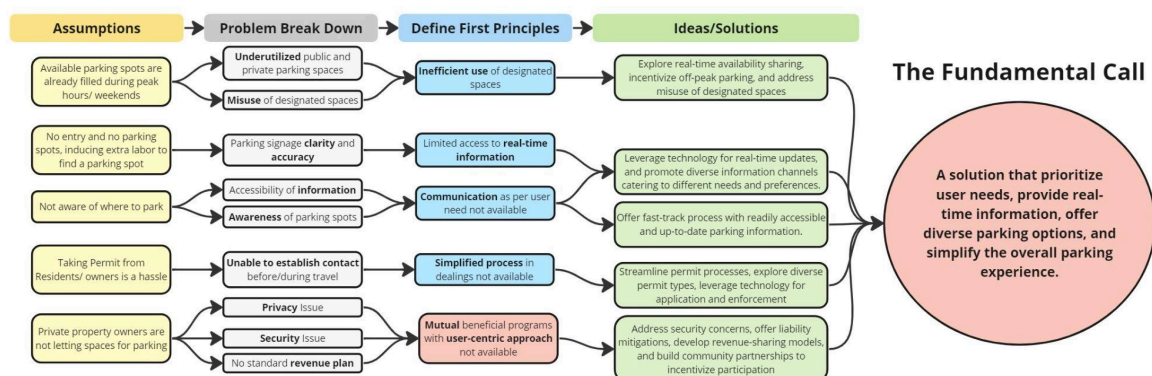 Assumptions
Problem Break Down
Define First Principles
Ideas/Solutions
Available parking spots are
already filled during peak
hours/ weekends
Underutilized public and
private parking spaces
Misuse of designated spaces
Inefficient use of designated
spaces
Explore real-time availability sharing,
incentivize off-peak parking, and address
misuse of designated spaces
No entry and no parking
spots, inducing extra labor to
find a parking spot
Parking signage clarity and
accuracy
Limited access to real-time
information
Leverage technology for real-time updates,
and promote diverse information channels
catering to different needs and preferences.
Not aware of where to park
Accessibility of information
Awareness of parking spots
Communication as per user
need not available
Offer fast-track process with readily accessible
and up-to-date parking information.
Taking Permit from
Residents/ owners is a hassle
Unable to establish contact
before/during travel
Simplified process in
dealings not available
Streamline permit processes, explore diverse
permit types, leverage technology for
application and enforcement
Private property owners are
not letting spaces for parking
Privacy Issue
Security Issue
No standard revenue plan
Mutual beneficial programs
with user-centric approach
not available
Address security concerns, offer liability
mitigations, develop revenue-sharing models,
and build community partnerships to
incentivize participation
The Fundamental Call
A solution that prioritize
user needs, provide real-
time information, offer
diverse parking options, and
simplify the overall parking
experience.